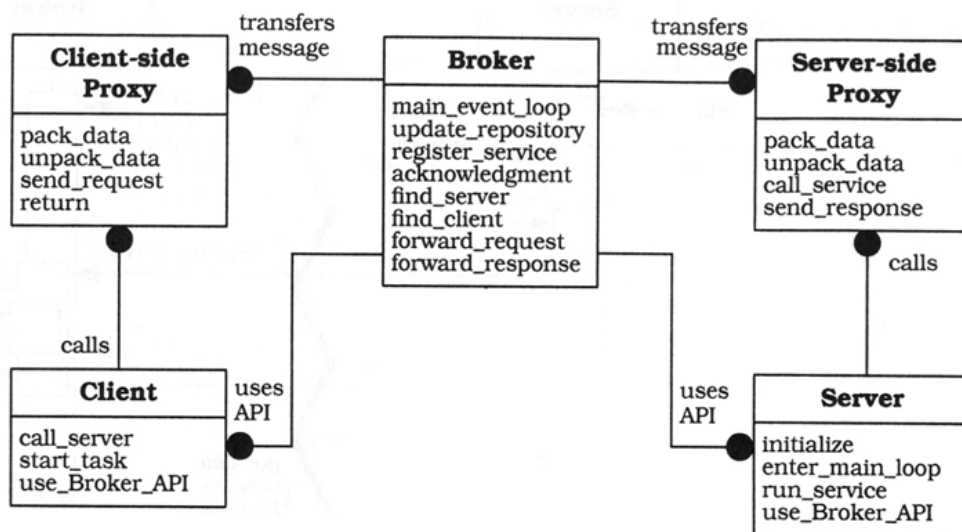 transfers
message
transfers
message
Client-side
Proxy
pack_data
unpack_data
send_request
return
Broker
main_event_loop
update_repository
register_service
acknowledgment
find_server
find_client
forward_request
forward_response
Server-side
Proxy
pack_data
unpack_data
call_service
send_response
calls
calls
Client
call_server
start_task
use_Broker_API
uses
API
uses
API
Server
initialize
enter_main_loop
run_service
use_Broker_API